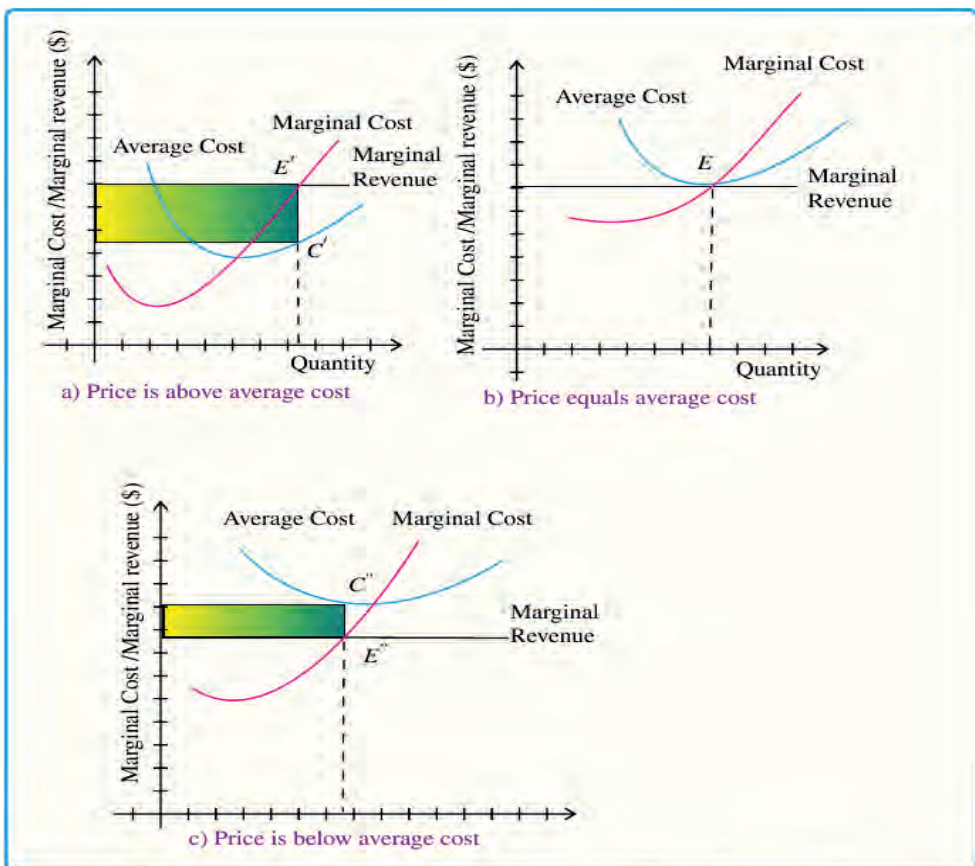 Marginal Cost /Marginal revenue ($)
Marginal Cost
Average Cost
E'
Marginal
Revenue
C'
Quantity
a) Price is above average cost
Marginal Cost /Marginal revenue ($)
Marginal Cost
Average Cost
E
Marginal
Revenue
Quantity
b) Price equals average cost
Marginal Cost /Marginal revenue ($)
Average Cost
Marginal Cost
C"
Marginal
Revenue
E"
c) Price is below average cost